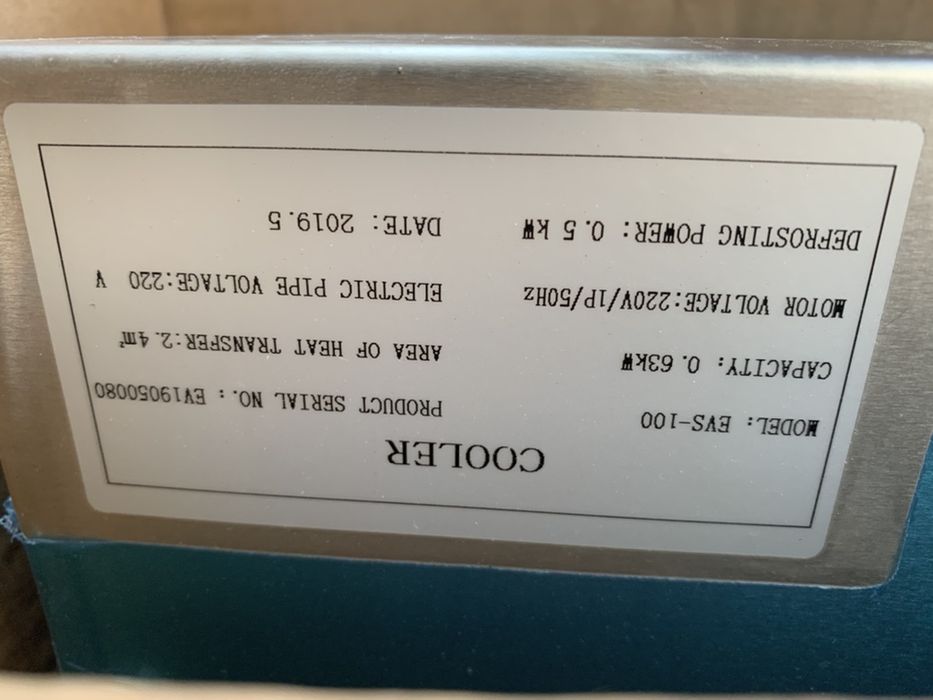 COOLER
MODEL: EVS-100 PRODUCT SERIAL NO.: EV19050080
CAPACITY: 0.63kW AREA OF HEAT TRANSFER:2.4m²
MOTOR VOLTAGE:220V/1P/50Hz ELECTRIC PIPE VOLTAGE:220 V
DEFROSTING POWER: 0.5 kW DATE: 2019.5